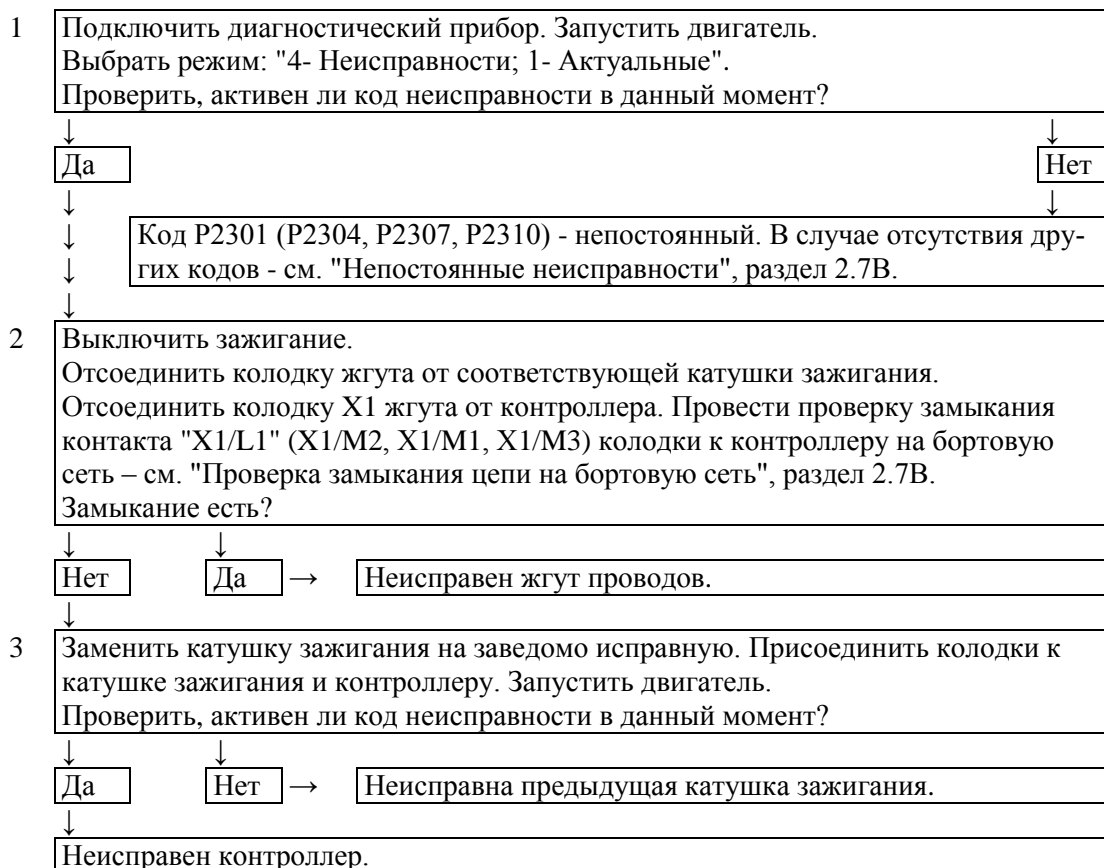 1 Подключить диагностический прибор. Запустить двигатель.
Выбрать режим: "4- Неисправности; 1- Актуальные".
Проверить, активен ли код неисправности в данный момент?
↓ ↓
Да Нет
↓ ↓
↓ Код Р2301 (Р2304, Р2307, Р2310) - непостоянный. В случае отсутствия дру-
↓ гих кодов - см. "Непостоянные неисправности", раздел 2.7В.
↓
2 Выключить зажигание.
Отсоединить колодку жгута от соответствующей катушки зажигания.
Отсоединить колодку Х1 жгута от контроллера. Провести проверку замыкания
контакта "X1/L1" (X1/M2, X1/M1, X1/M3) колодки к контроллеру на бортовую
сеть – см. "Проверка замыкания цепи на бортовую сеть", раздел 2.7В.
Замыкание есть?
↓ ↓
Нет Да → Неисправен жгут проводов.
↓
3 Заменить катушку зажигания на заведомо исправную. Присоединить колодки к
катушке зажигания и контроллеру. Запустить двигатель.
Проверить, активен ли код неисправности в данный момент?
↓ ↓
Да Нет → Неисправна предыдущая катушка зажигания.
↓
Неисправен контроллер.